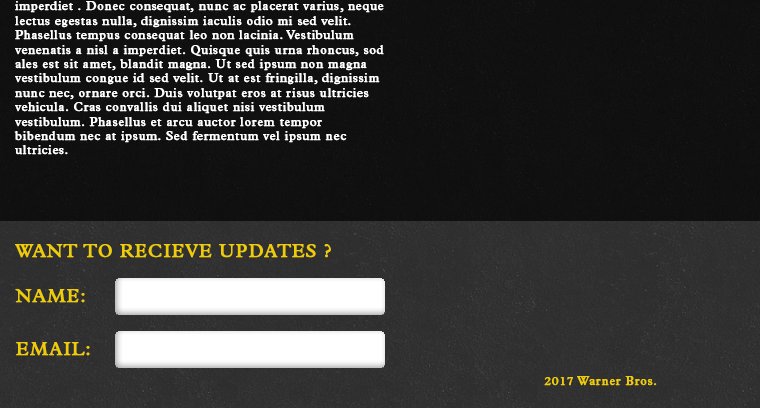 imperdiet . Donec consequat, nunc ac placerat varius, neque
lectus egestas nulla, dignissim iaculis odio mi sed velit.
Phasellus tempus consequat leo non lacinia. Vestibulum
venenatis a nisl a imperdiet. Quisque quis urna rhoncus, sod
ales est sit amet, blandit magna. Ut sed ipsum non magna
vestibulum congue id sed velit. Ut at est fringilla, dignissim
nunc nec, ornare orci. Duis volutpat eros at risus ultricies
vehicula. Cras convallis dui aliquet nisi vestibulum
vestibulum. Phasellus et arcu auctor lorem tempor
bibendum nec at ipsum. Sed fermentum vel ipsum nec
ultricies.
WANT TO RECIEVE UPDATES ?
NAME:
EMAIL:
2017 Warner Bros.